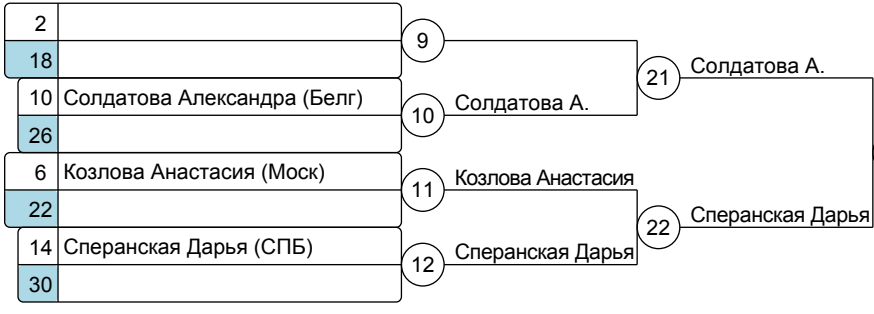 2
18
9
10 Солдатова Александра (Белг)
26
10
Солдатова А.
21
Солдатова А.
6 Козлова Анастасия (Моск)
22
11
Козлова Анастасия
14 Сперанская Дарья (СПБ)
30
12
Сперанская Дарья
22
Сперанская Дарья